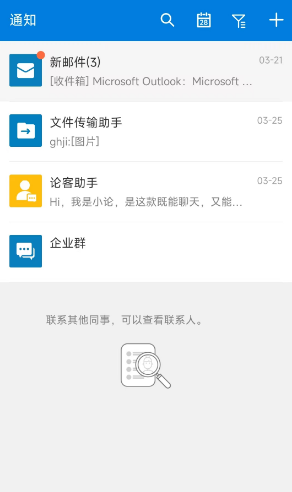 通知
28
新邮件(3)
03-21
[收件箱] Microsoft Outlook：Microsoft ...
文件传输助手
03-25
ghji:[图片]
论客助手
03-25
Hi，我是小论，是这款既能聊天，又能...
企业群
联系其他同事，可以查看联系人。